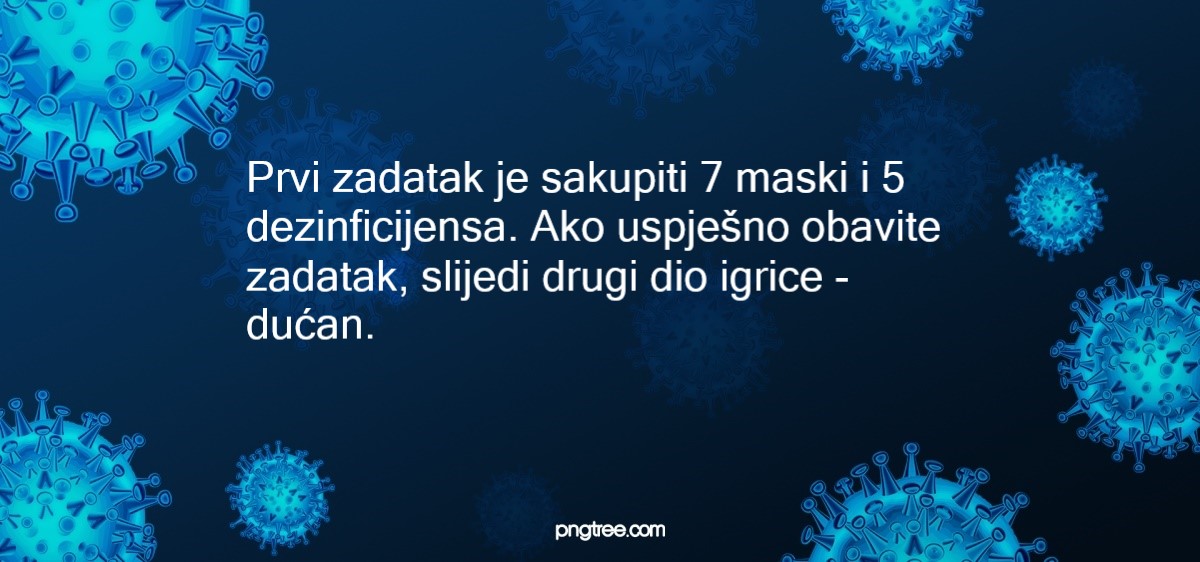 Prvi zadatak je sakupiti 7 maski i 5
dezinficijensa. Ako uspješno obavite
zadatak, slijedi drugi dio igrice -
dućan.
pngtree.com